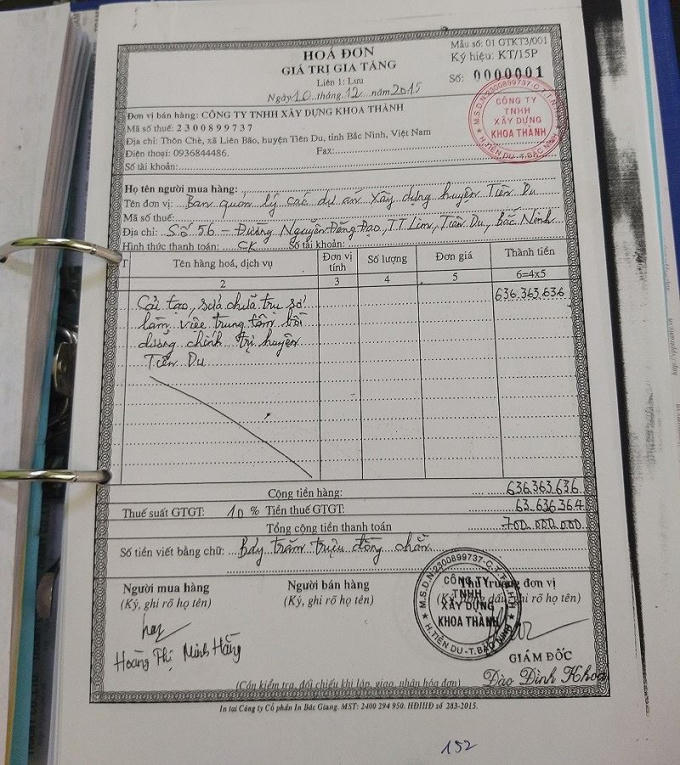 HOÁ ĐƠN
GIÁ TRỊ GIA TĂNG
Liên 1: Lưu
Ngày 10 tháng 12 năm 2015
Mẫu số: 01 GTKT3/001
Ký hiệu: KT/15P
Số: 0000001
Đơn vị bán hàng: CÔNG TY TNHH XÂY DỰNG KHOA THÀNH
Mã số thuế: 2300899737
Địa chỉ: Thôn Chè, xã Liên Bão, huyện Tiên Du, tỉnh Bắc Ninh, Việt Nam
Điện thoại: 0936844486. Fax:
Số tài khoản:
M.S.D.N: 2300899737-C.T.T.N.H.H
CÔNG TY
TNHH
XÂY DỰNG
KHOA THÀNH
H. TIÊN DU - T. BẮC NINH
Họ tên người mua hàng:
Tên đơn vị: Ban quản lý các dự án xây dựng huyện Tiên Du
Mã số thuế:
Địa chỉ: Số 56 - Đường Nguyễn Đăng Đạo, TT Lim, Tiên Du, Bắc Ninh
Hình thức thanh toán: CK Số tài khoản:
T Tên hàng hoá, dịch vụ Đơn vị tính Số lượng Đơn giá Thành tiền
2 3 4 5 6=4x5
Cải tạo, sửa chữa trụ sở 636.363.636
làm việc trung tâm bồi
dưỡng chính trị huyện
Tiên Du
Cộng tiền hàng: 636.363.636
Thuế suất GTGT: 10 % Tiền thuế GTGT: 63.636.364
Tổng cộng tiền thanh toán 700.000.000
Số tiền viết bằng chữ: Bảy trăm triệu đồng chẵn
Người mua hàng Người bán hàng Thủ trưởng đơn vị
(Ký, ghi rõ họ tên) (Ký, ghi rõ họ tên) (Ký, đóng dấu, ghi rõ họ tên)
M.S.D.N: 2300899737-C.T.T.N.H.H
CÔNG TY
TNHH
XÂY DỰNG
KHOA THÀNH
H. TIÊN DU - T. BẮC NINH
Hoàng Thị Minh Hằng
GIÁM ĐỐC
Đào Đình Khoa
(Cần kiểm tra, đối chiếu khi lập, giao, nhận hóa đơn)
In tại Công ty Cổ phần In Bắc Giang. MST: 2400 294 950. HĐIHĐ số 283-2015.
152